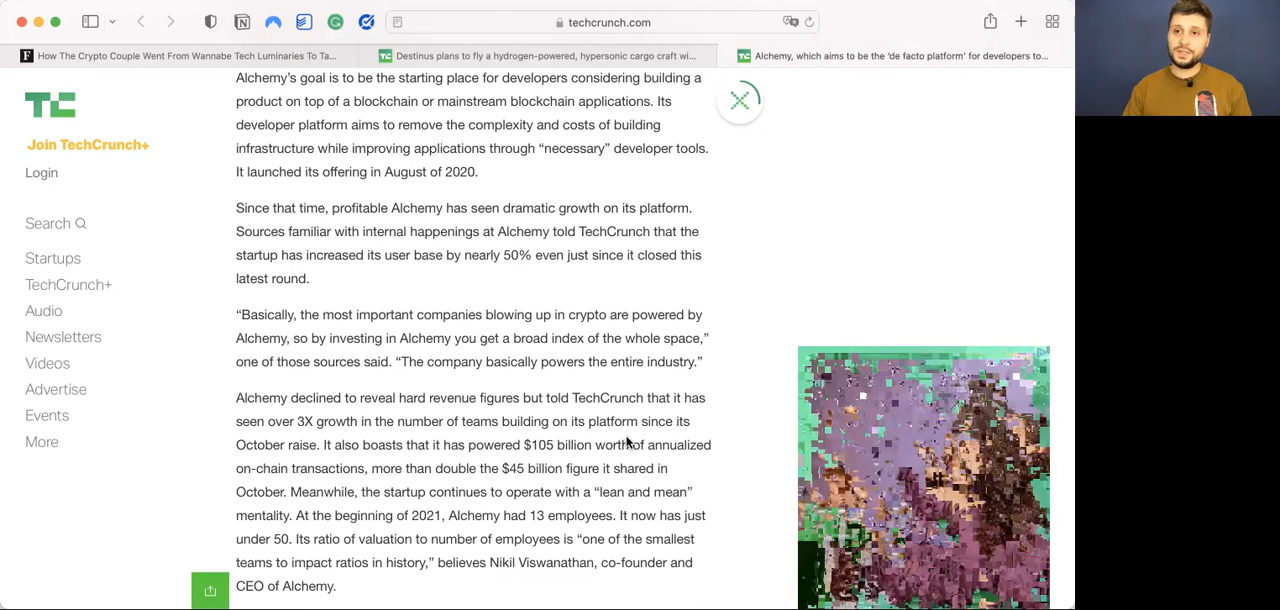 techcrunch.com
How The Crypto Couple Went From Wannabe Tech Luminaries To Ta...
Destinus plans to fly a hydrogen-powered, hypersonic cargo craft wi...
Alchemy, which aims to be the 'de facto platform' for developers to...
TC
Join TechCrunch+
Login
Search
Startups
TechCrunch+
Audio
Newsletters
Videos
Advertise
Events
More
Alchemy’s goal is to be the starting place for developers considering building a
product on top of a blockchain or mainstream blockchain applications. Its
developer platform aims to remove the complexity and costs of building
infrastructure while improving applications through “necessary” developer tools.
It launched its offering in August of 2020.
Since that time, profitable Alchemy has seen dramatic growth on its platform.
Sources familiar with internal happenings at Alchemy told TechCrunch that the
startup has increased its user base by nearly 50% even just since it closed this
latest round.
“Basically, the most important companies blowing up in crypto are powered by
Alchemy, so by investing in Alchemy you get a broad index of the whole space,”
one of those sources said. “The company basically powers the entire industry.”
Alchemy declined to reveal hard revenue figures but told TechCrunch that it has
seen over 3X growth in the number of teams building on its platform since its
October raise. It also boasts that it has powered $105 billion worth of annualized
on-chain transactions, more than double the $45 billion figure it shared in
October. Meanwhile, the startup continues to operate with a “lean and mean”
mentality. At the beginning of 2021, Alchemy had 13 employees. It now has just
under 50. Its ratio of valuation to number of employees is “one of the smallest
teams to impact ratios in history,” believes Nikil Viswanathan, co-founder and
CEO of Alchemy.